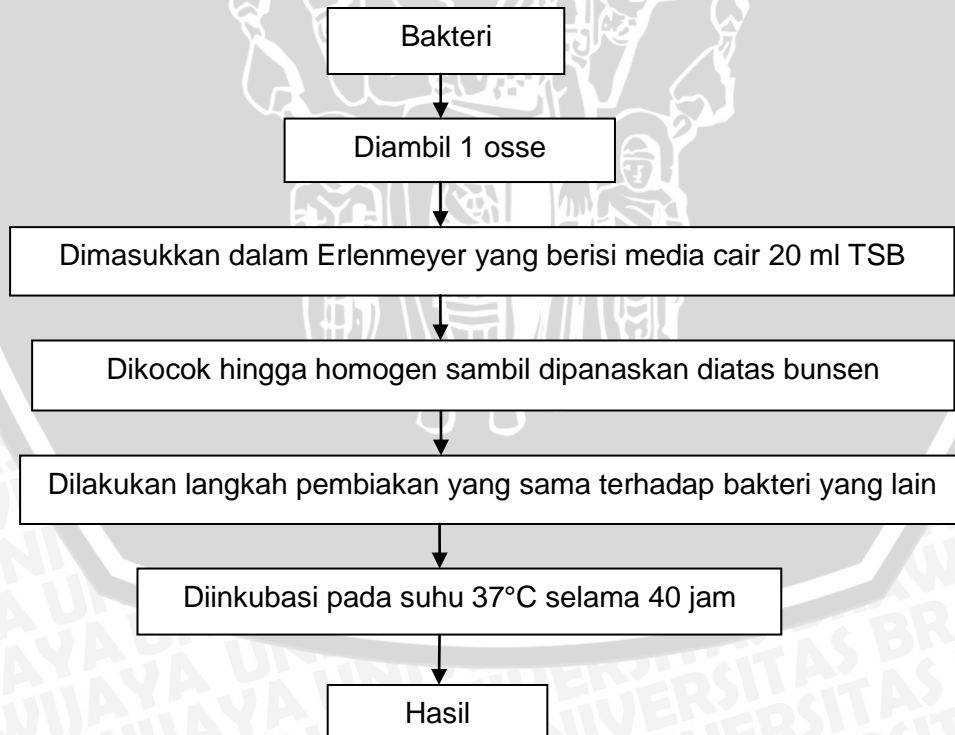 Bakteri
Diambil 1 osse
Dimasukkan dalam Erlenmeyer yang berisi media cair 20 ml TSB
Dikocok hingga homogen sambil dipanaskan diatas bunsen
Dilakukan langkah pembiakan yang sama terhadap bakteri yang lain
Diinkubasi pada suhu 37°C selama 40 jam
Hasil